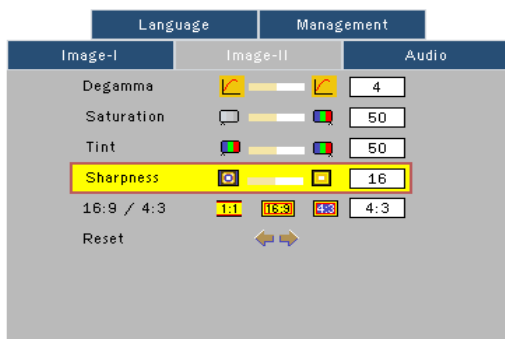 Language Management
Image-I Image-II Audio
Degamma 4
Saturation 50
Tint 50
Sharpness 16
16:9 / 4:3 1:1 16:9 4:3 4:3
Reset